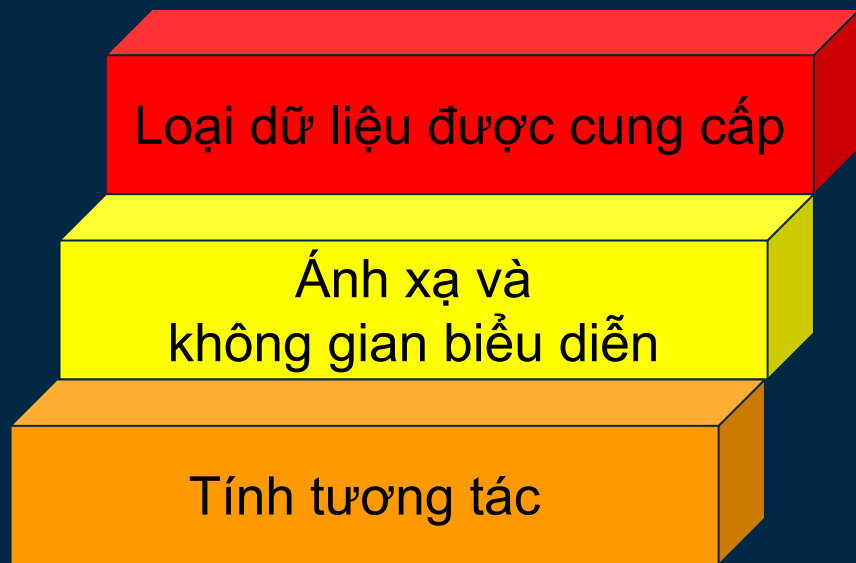 Loại dữ liệu được cung cấp
Ánh xạ và
không gian biểu diễn
Tính tương tác